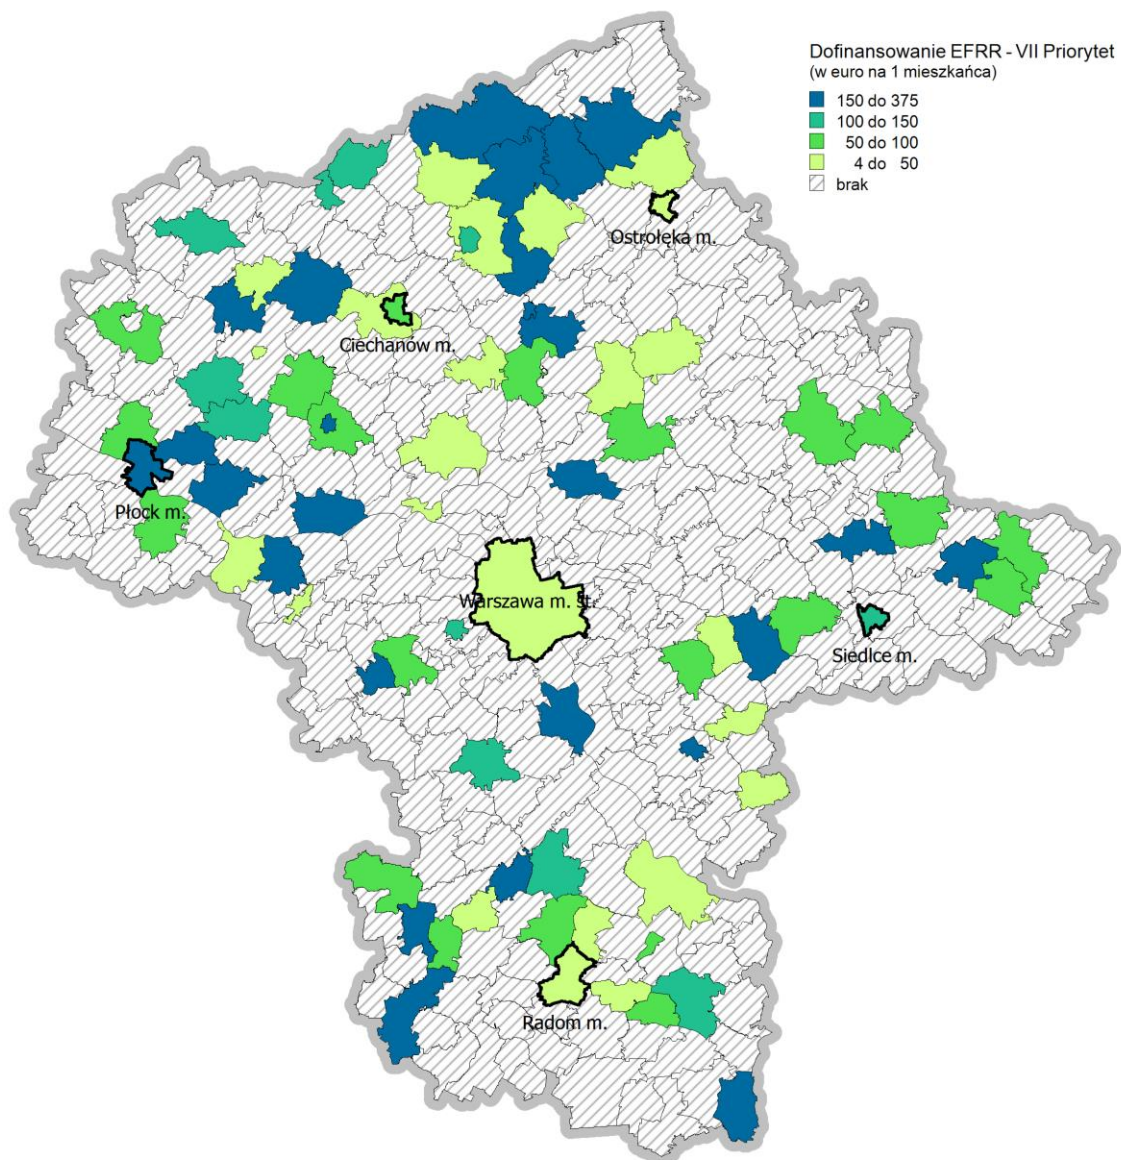 Dofinansowanie EFRR - VII Priorytet
(w euro na 1 mieszkańca)
150 do 375
100 do 150
50 do 100
4 do 50
brak
Ostrołęka m.
Ciechanów m.
Płock m.
Warszawa m. st.
Siedlce m.
Radom m.